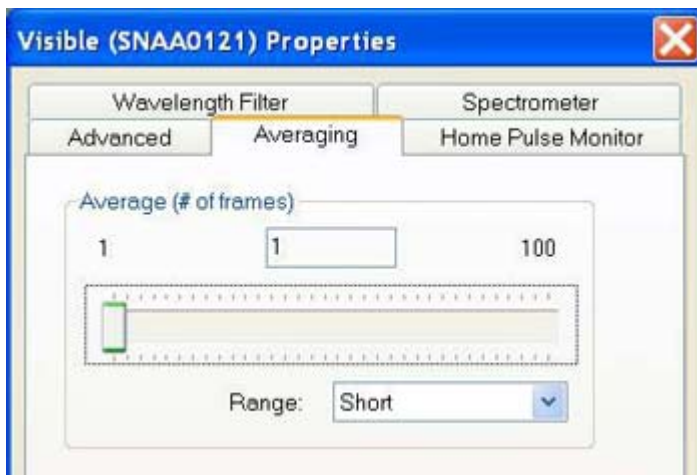 Visible (SNAA0121) Properties
Wavelength Filter
Spectrometer
Advanced
Averaging
Home Pulse Monitor
Average (# of frames)
1
1
100
Range:
Short